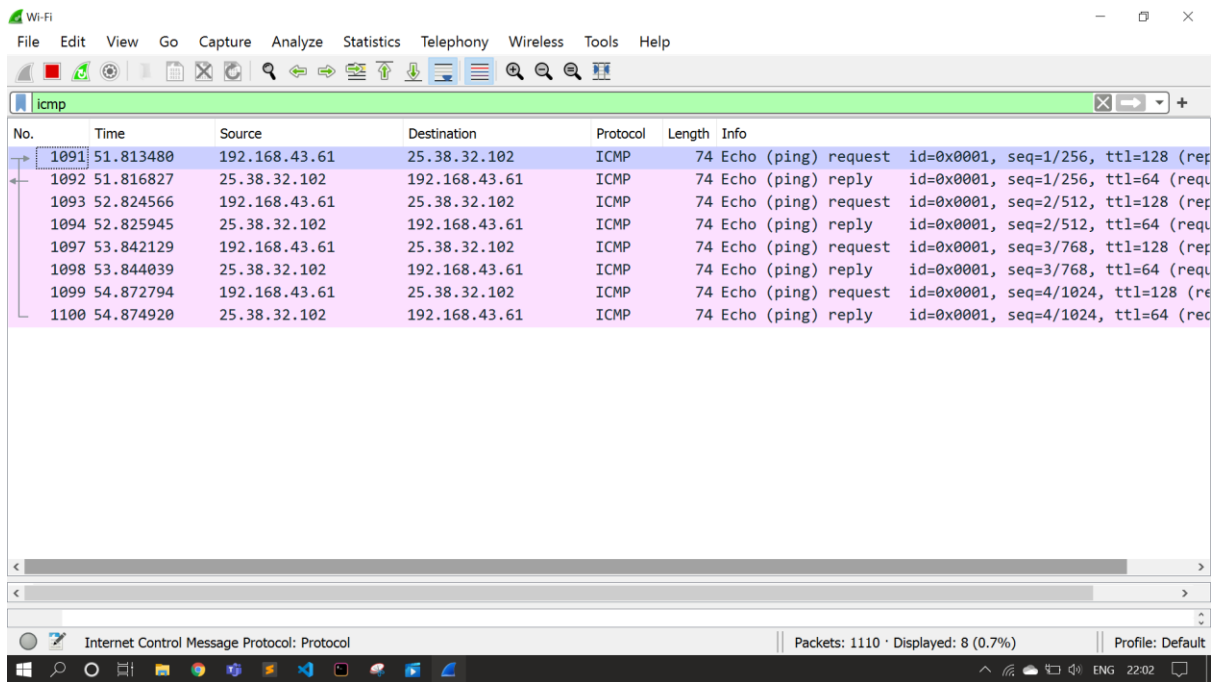 Wi-Fi
File Edit View Go Capture Analyze Statistics Telephony Wireless Tools Help
icmp
No. Time Source Destination Protocol Length Info
1091 51.813480 192.168.43.61 25.38.32.102 ICMP 74 Echo (ping) request id=0x0001, seq=1/256, ttl=128 (rep
1092 51.816827 25.38.32.102 192.168.43.61 ICMP 74 Echo (ping) reply id=0x0001, seq=1/256, ttl=64 (requ
1093 52.824566 192.168.43.61 25.38.32.102 ICMP 74 Echo (ping) request id=0x0001, seq=2/512, ttl=128 (rep
1094 52.825945 25.38.32.102 192.168.43.61 ICMP 74 Echo (ping) reply id=0x0001, seq=2/512, ttl=64 (requ
1097 53.842129 192.168.43.61 25.38.32.102 ICMP 74 Echo (ping) request id=0x0001, seq=3/768, ttl=128 (rep
1098 53.844039 25.38.32.102 192.168.43.61 ICMP 74 Echo (ping) reply id=0x0001, seq=3/768, ttl=64 (requ
1099 54.872794 192.168.43.61 25.38.32.102 ICMP 74 Echo (ping) request id=0x0001, seq=4/1024, ttl=128 (re
1100 54.874920 25.38.32.102 192.168.43.61 ICMP 74 Echo (ping) reply id=0x0001, seq=4/1024, ttl=64 (req
Internet Control Message Protocol: Protocol Packets: 1110 · Displayed: 8 (0.7%) Profile: Default
ENG 22:02